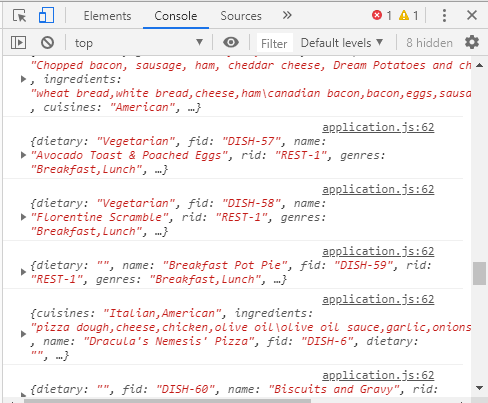 Elements Console Sources » 1 1
top Filter Default levels 8 hidden
"Chopped bacon, sausage, ham, cheddar cheese, Dream Potatoes and ch
, ingredients:
"wheat bread,white bread,cheese,ham\canadian bacon,bacon,eggs,sausa
, cuisines: "American", …}
application.js:62
{dietary: "Vegetarian", fid: "DISH-57", name:
"Avocado Toast & Poached Eggs", rid: "REST-1", genres:
"Breakfast,Lunch", …}
application.js:62
{dietary: "Vegetarian", fid: "DISH-58", name:
"Florentine Scramble", rid: "REST-1", genres:
"Breakfast,Lunch", …}
application.js:62
{dietary: "", name: "Breakfast Pot Pie", fid: "DISH-59", rid:
"REST-1", genres: "Breakfast,Lunch", …}
application.js:62
{cuisines: "Italian,American", ingredients:
"pizza dough,cheese,chicken,olive oil\olive oil sauce,garlic,onions
, name: "Dracula's Nemesis' Pizza", fid: "DISH-6", dietary:
"", …}
application.js:62
{dietary: "", fid: "DISH-60", name: "Biscuits and Gravy", rid: